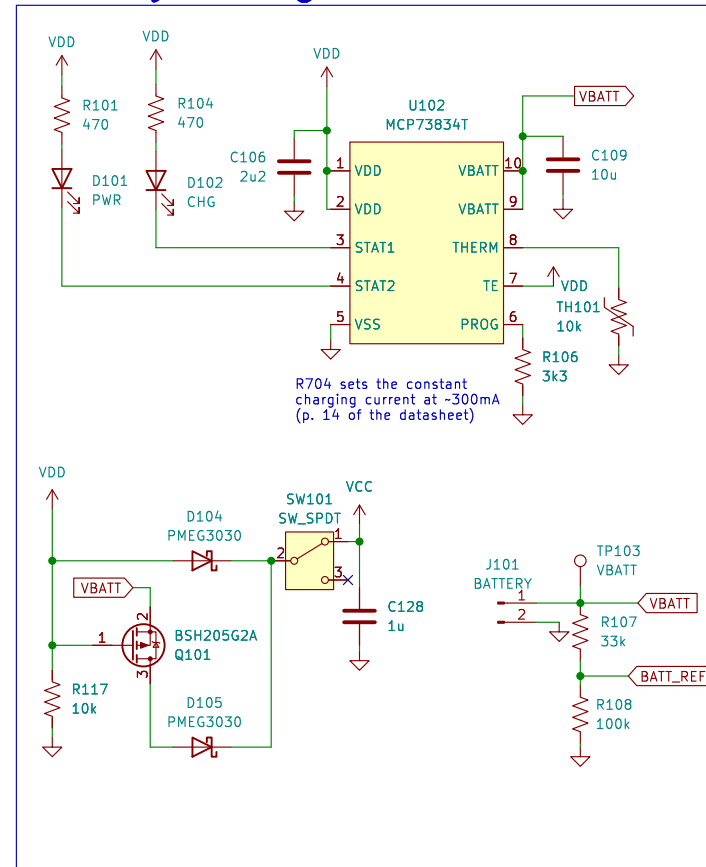 VDD
R101
470
D101
PWR
VDD
R104
470
D102
CHG
VDD
C106
2u2
U102
MCP73834T
1 VDD
2 VDD
3 STAT1
4 STAT2
5 VSS
VBATT 10
VBATT 9
THERM 8
TE 7
PROG 6
VBATT
C109
10u
VDD
TH101
10k
R106
3k3
R704 sets the constant
charging current at ~300mA
(p. 14 of the datasheet)
VDD
D104
PMEG3030
VBATT
1
2
3
BSH205G2A
Q101
R117
10k
D105
PMEG3030
SW101
SW_SPDT
2
1
3
VCC
C128
1u
J101
BATTERY
1
2
TP103
VBATT
VBATT
R107
33k
BATT_REF
R108
100k